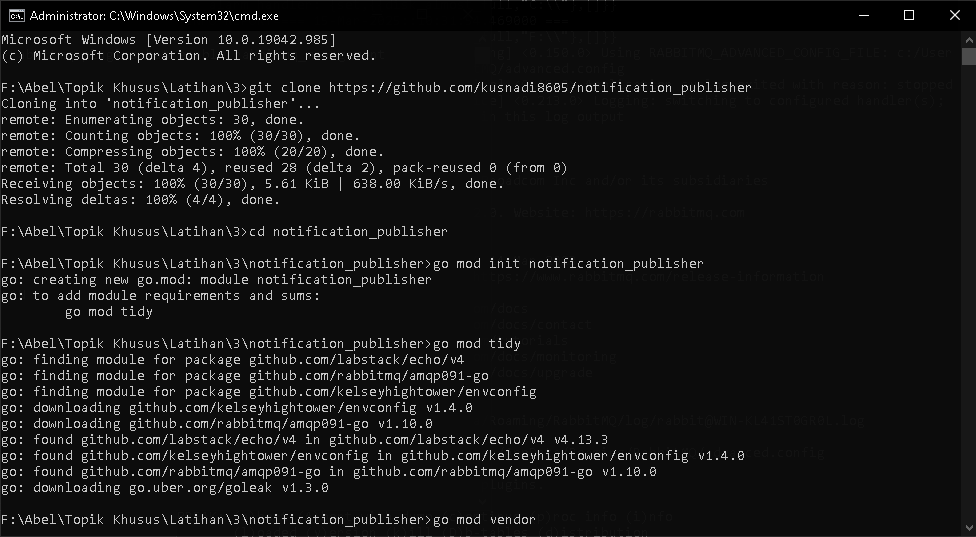 Administrator: C:\Windows\System32\cmd.exe
Microsoft Windows [Version 10.0.19042.985]
(c) Microsoft Corporation. All rights reserved.
F:\Abel\Topik Khusus\Latihan\3>git clone https://github.com/kusnadi8605/notification_publisher
Cloning into 'notification_publisher'...
remote: Enumerating objects: 30, done.
remote: Counting objects: 100% (30/30), done.
remote: Compressing objects: 100% (20/20), done.
remote: Total 30 (delta 4), reused 28 (delta 2), pack-reused 0 (from 0)
Receiving objects: 100% (30/30), 5.61 KiB | 638.00 KiB/s, done.
Resolving deltas: 100% (4/4), done.
F:\Abel\Topik Khusus\Latihan\3>cd notification_publisher
F:\Abel\Topik Khusus\Latihan\3\notification_publisher>go mod init notification_publisher
go: creating new go.mod: module notification_publisher
go: to add module requirements and sums:
go mod tidy
F:\Abel\Topik Khusus\Latihan\3\notification_publisher>go mod tidy
go: finding module for package github.com/labstack/echo/v4
go: finding module for package github.com/rabbitmq/amqp091-go
go: finding module for package github.com/kelseyhightower/envconfig
go: downloading github.com/kelseyhightower/envconfig v1.4.0
go: downloading github.com/rabbitmq/amqp091-go v1.10.0
go: found github.com/labstack/echo/v4 in github.com/labstack/echo/v4 v4.13.3
go: found github.com/kelseyhightower/envconfig in github.com/kelseyhightower/envconfig v1.4.0
go: found github.com/rabbitmq/amqp091-go in github.com/rabbitmq/amqp091-go v1.10.0
go: downloading go.uber.org/goleak v1.3.0
F:\Abel\Topik Khusus\Latihan\3\notification_publisher>go mod vendor